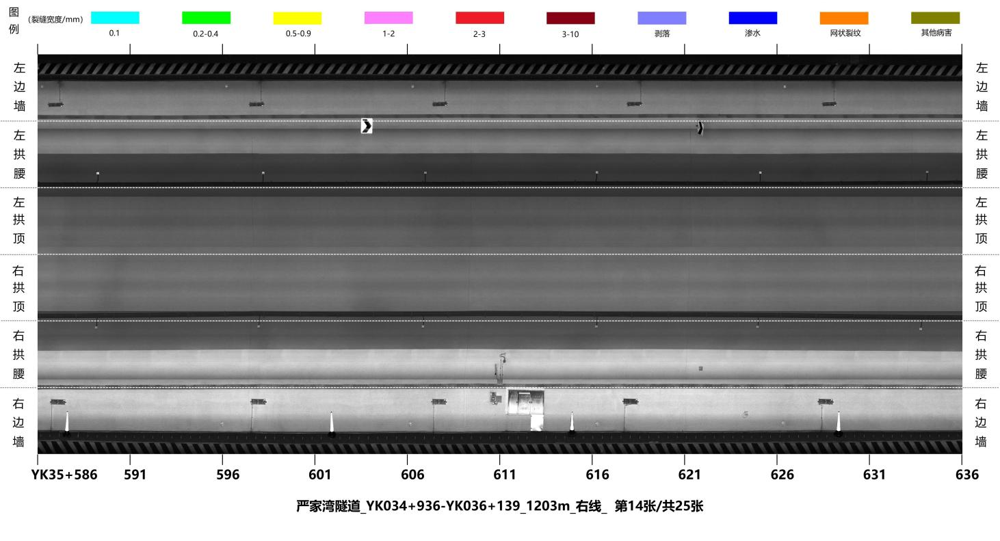 图例 (裂缝宽度/mm) 0.1 0.2-0.4 0.5-0.9 1-2 2-3 3-10 剥落 渗水 网状裂纹 其他病害
左边墙 左边墙
左拱腰 左拱腰
左拱顶 左拱顶
右拱顶 右拱顶
右拱腰 右拱腰
右边墙 右边墙
YK35+586 591 596 601 606 611 616 621 626 631 636
严家湾隧道_YK034+936-YK036+139_1203m_右线_ 第14张/共25张